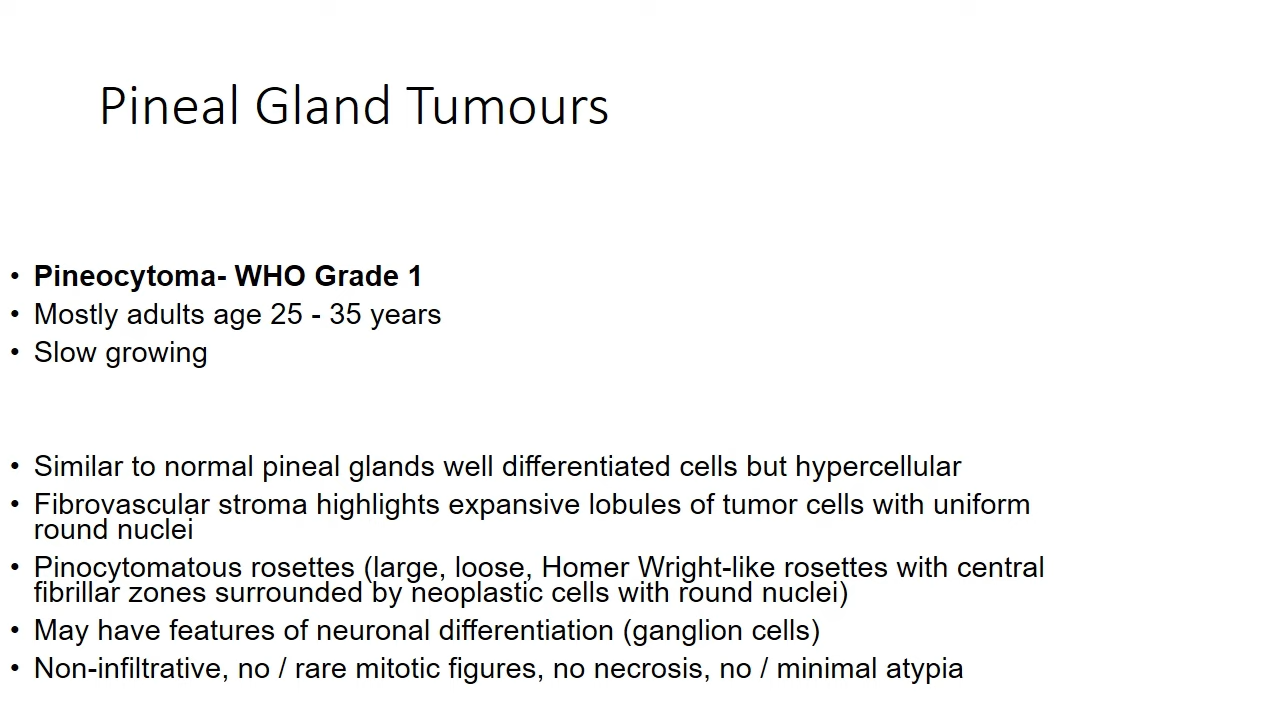 Pineal Gland Tumours
• Pineocytoma- WHO Grade 1
• Mostly adults age 25 - 35 years
• Slow growing
• Similar to normal pineal glands well differentiated cells but hypercellular
• Fibrovascular stroma highlights expansive lobules of tumor cells with uniform
round nuclei
• Pinocytomatous rosettes (large, loose, Homer Wright-like rosettes with central
fibrillar zones surrounded by neoplastic cells with round nuclei)
• May have features of neuronal differentiation (ganglion cells)
• Non-infiltrative, no / rare mitotic figures, no necrosis, no / minimal atypia